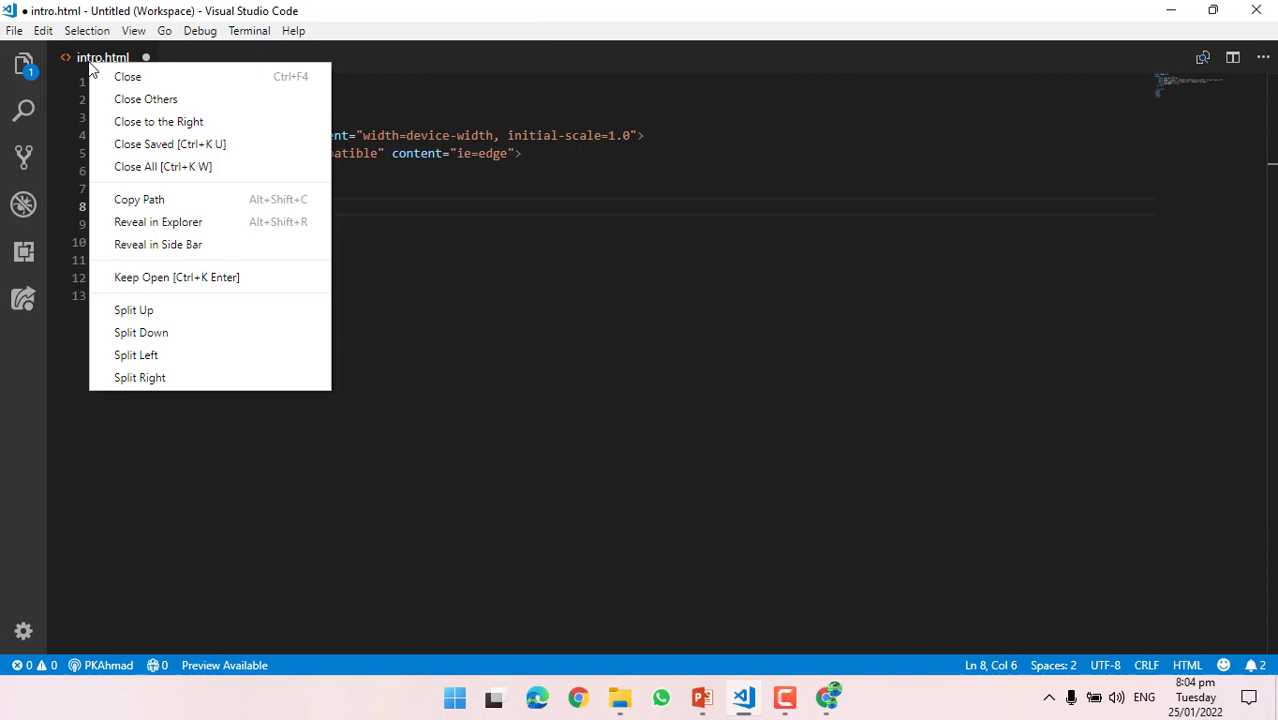 ● intro.html - Untitled (Workspace) - Visual Studio Code
File Edit Selection View Go Debug Terminal Help
<> intro.html
1
Close Ctrl+F4
Close Others
Close to the Right
Close Saved [Ctrl+K U]
Close All [Ctrl+K W]
Copy Path Alt+Shift+C
Reveal in Explorer Alt+Shift+R
Reveal in Side Bar
Keep Open [Ctrl+K Enter]
Split Up
Split Down
Split Left
Split Right
1
2
3
4 ent="width=device-width, initial-scale=1.0">
5 patible" content="ie=edge">
6
7
8
9
10
11
12
13
0 0 PKAhmad 0 Preview Available Ln 8, Col 6 Spaces: 2 UTF-8 CRLF HTML 2
ENG
8:04 pm
Tuesday
25/01/2022